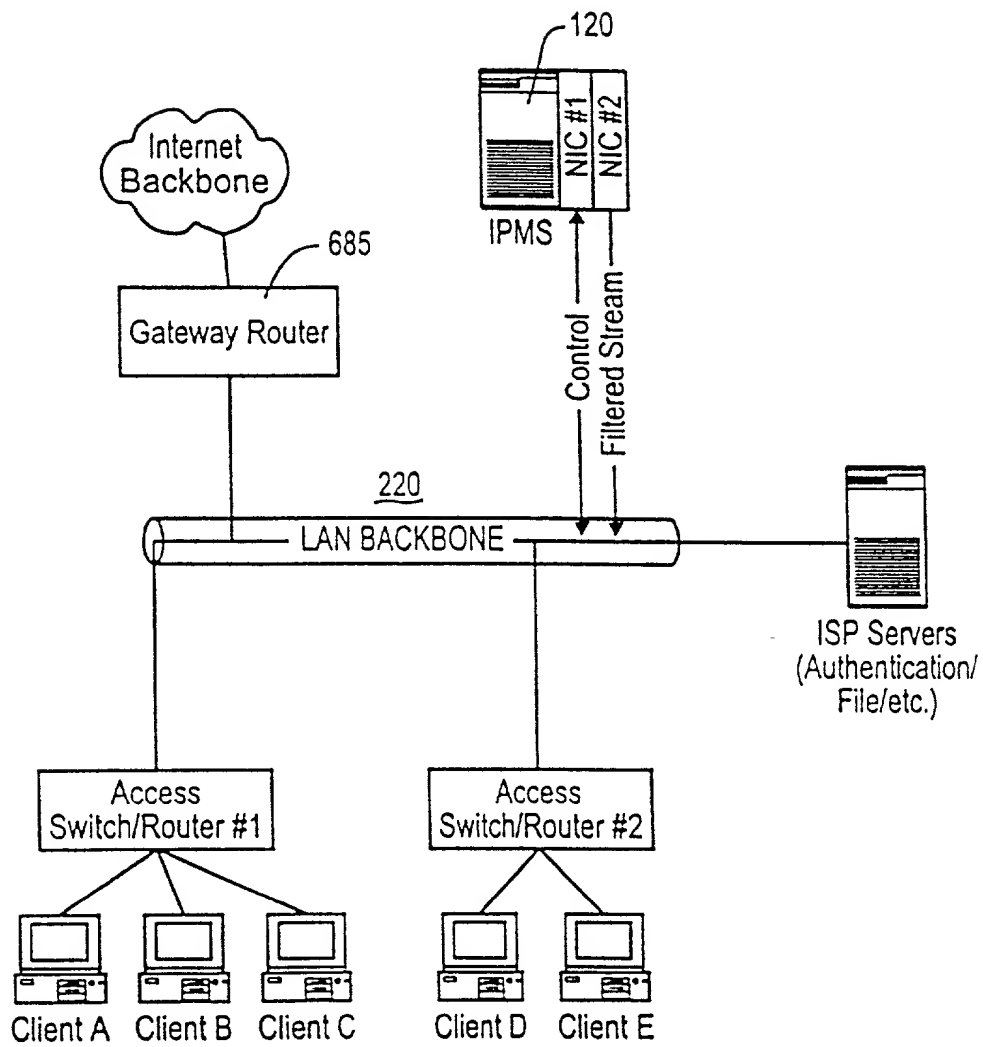 120
Internet
Backbone
NIC #1
NIC #2
IPMS
685
Gateway Router
Control
Filtered Stream
220
LAN BACKBONE
ISP Servers
(Authentication/
File/etc.)
Access
Switch/Router #1
Access
Switch/Router #2
Client A
Client B
Client C
Client D
Client E